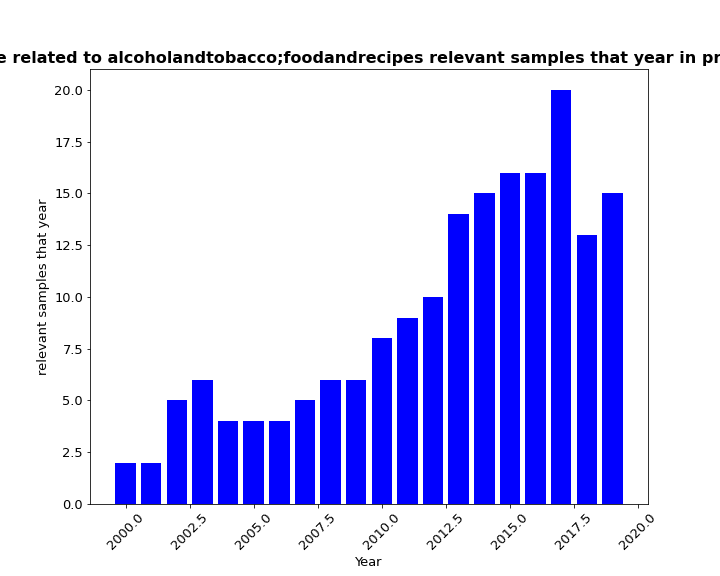 e related to alcoholandtobacco;foodandrecipes relevant samples that year in pr
20.0
17.5
15.0
12.5
10.0
7.5
5.0
2.5
0.0
relevant samples that year
2000.0 2002.5 2005.0 2007.5 2010.0 2012.5 2015.0 2017.5 2020.0
Year